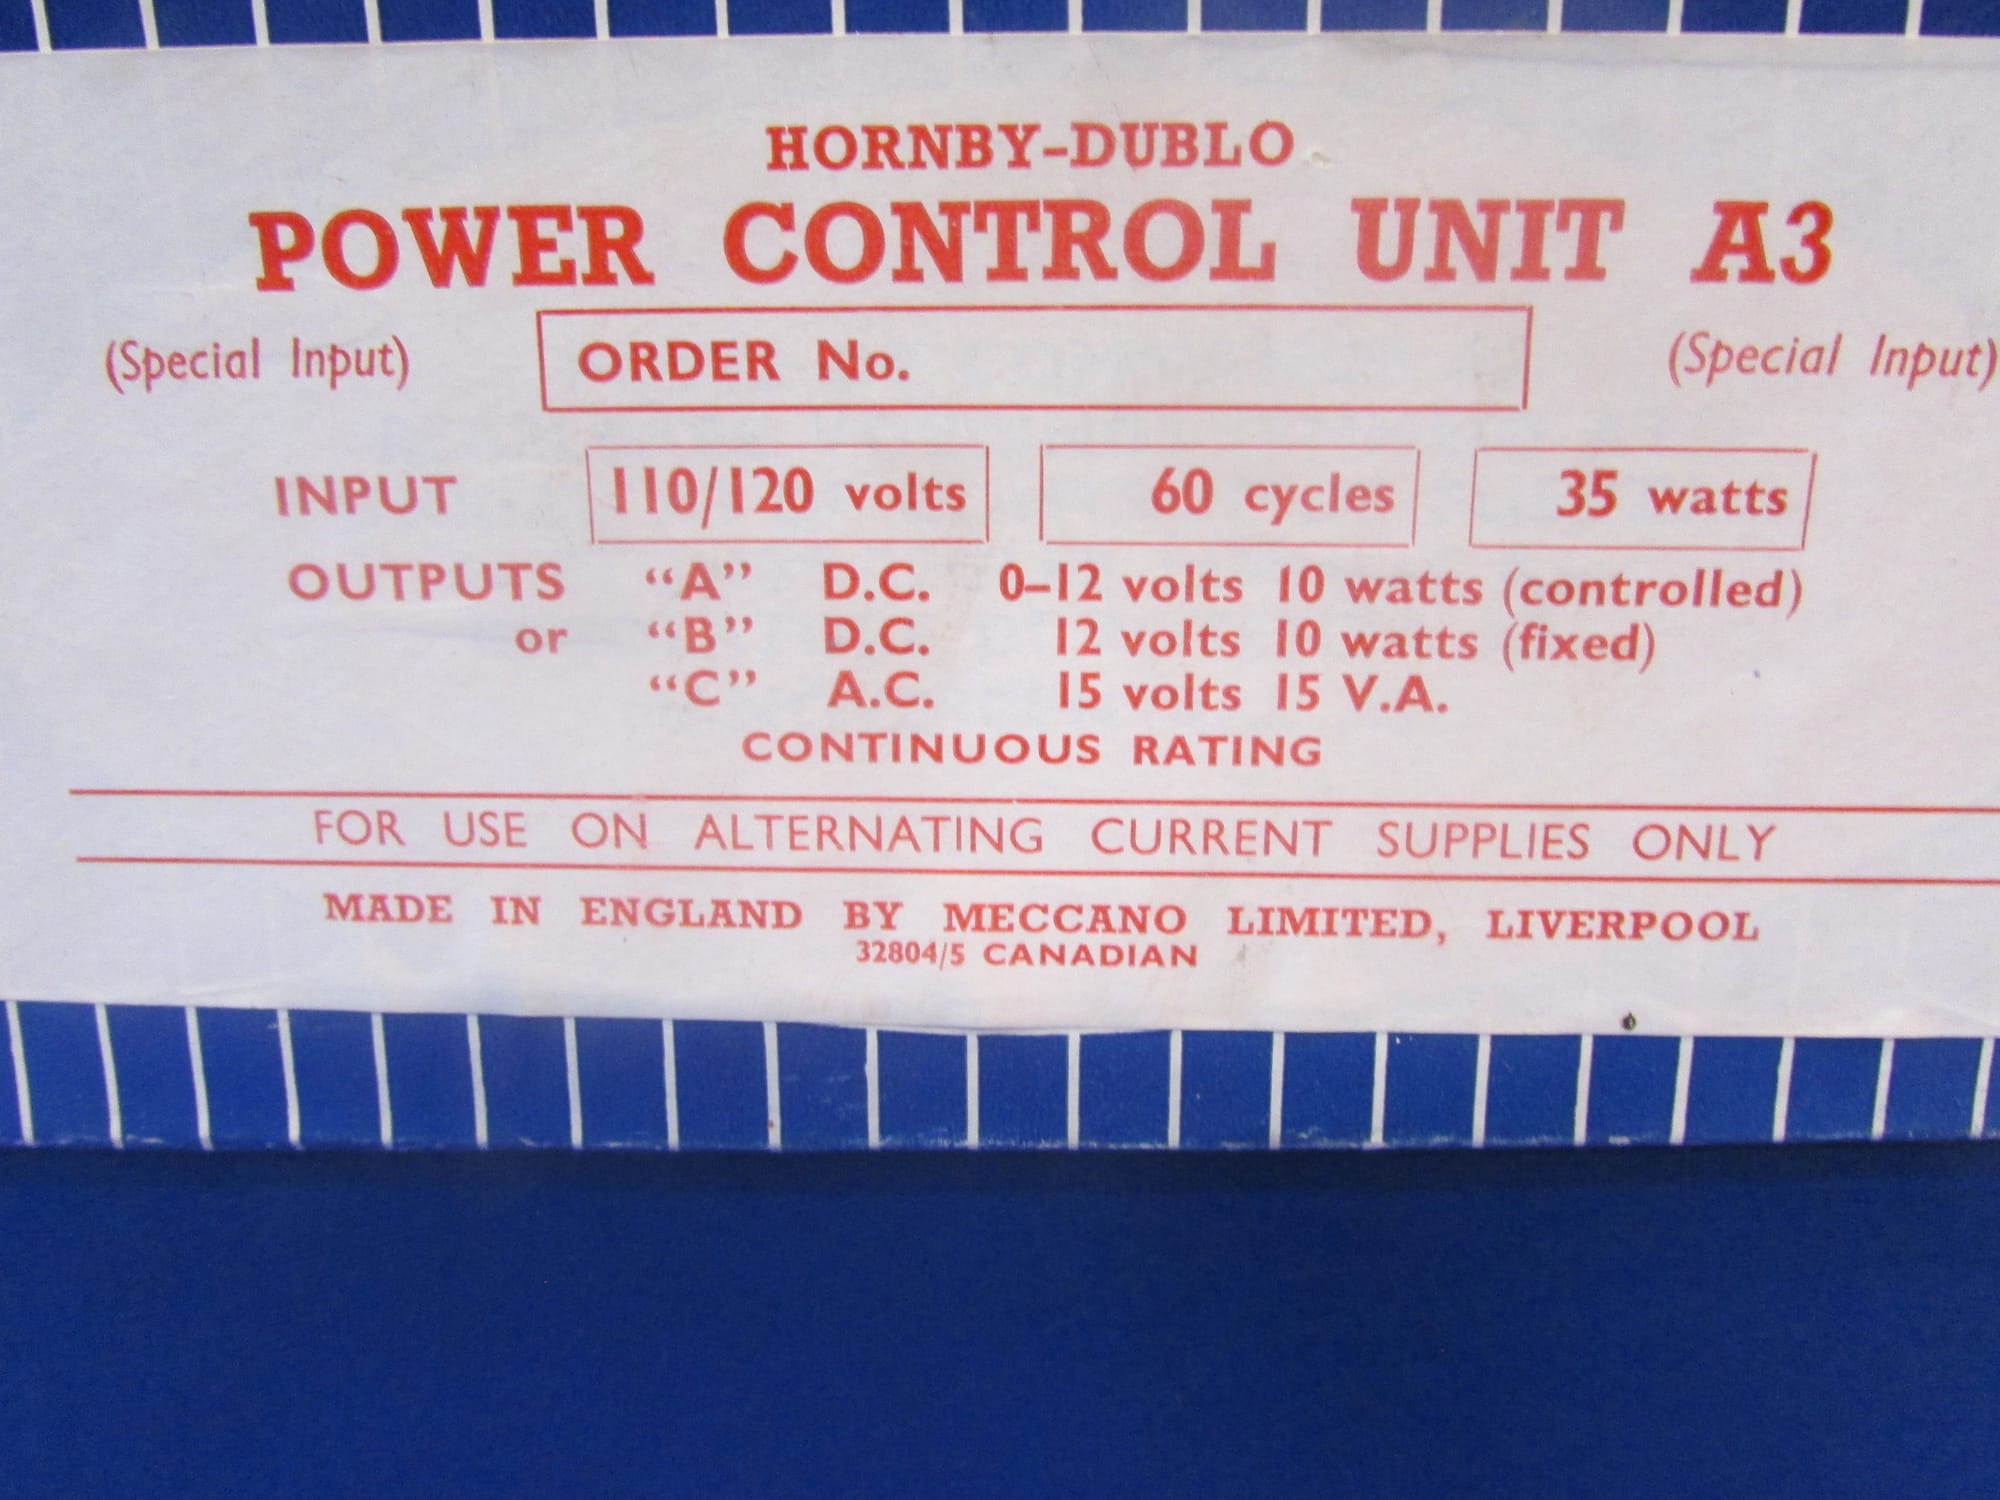 HORNBY-DUBLO
POWER CONTROL UNIT A3
(Special Input) ORDER No. (Special Input)
INPUT 110/120 volts 60 cycles 35 watts
OUTPUTS "A" D.C. 0-12 volts 10 watts (controlled)
or "B" D.C. 12 volts 10 watts (fixed)
"C" A.C. 15 volts 15 V.A.
CONTINUOUS RATING
FOR USE ON ALTERNATING CURRENT SUPPLIES ONLY
MADE IN ENGLAND BY MECCANO LIMITED, LIVERPOOL
32804/5 CANADIAN